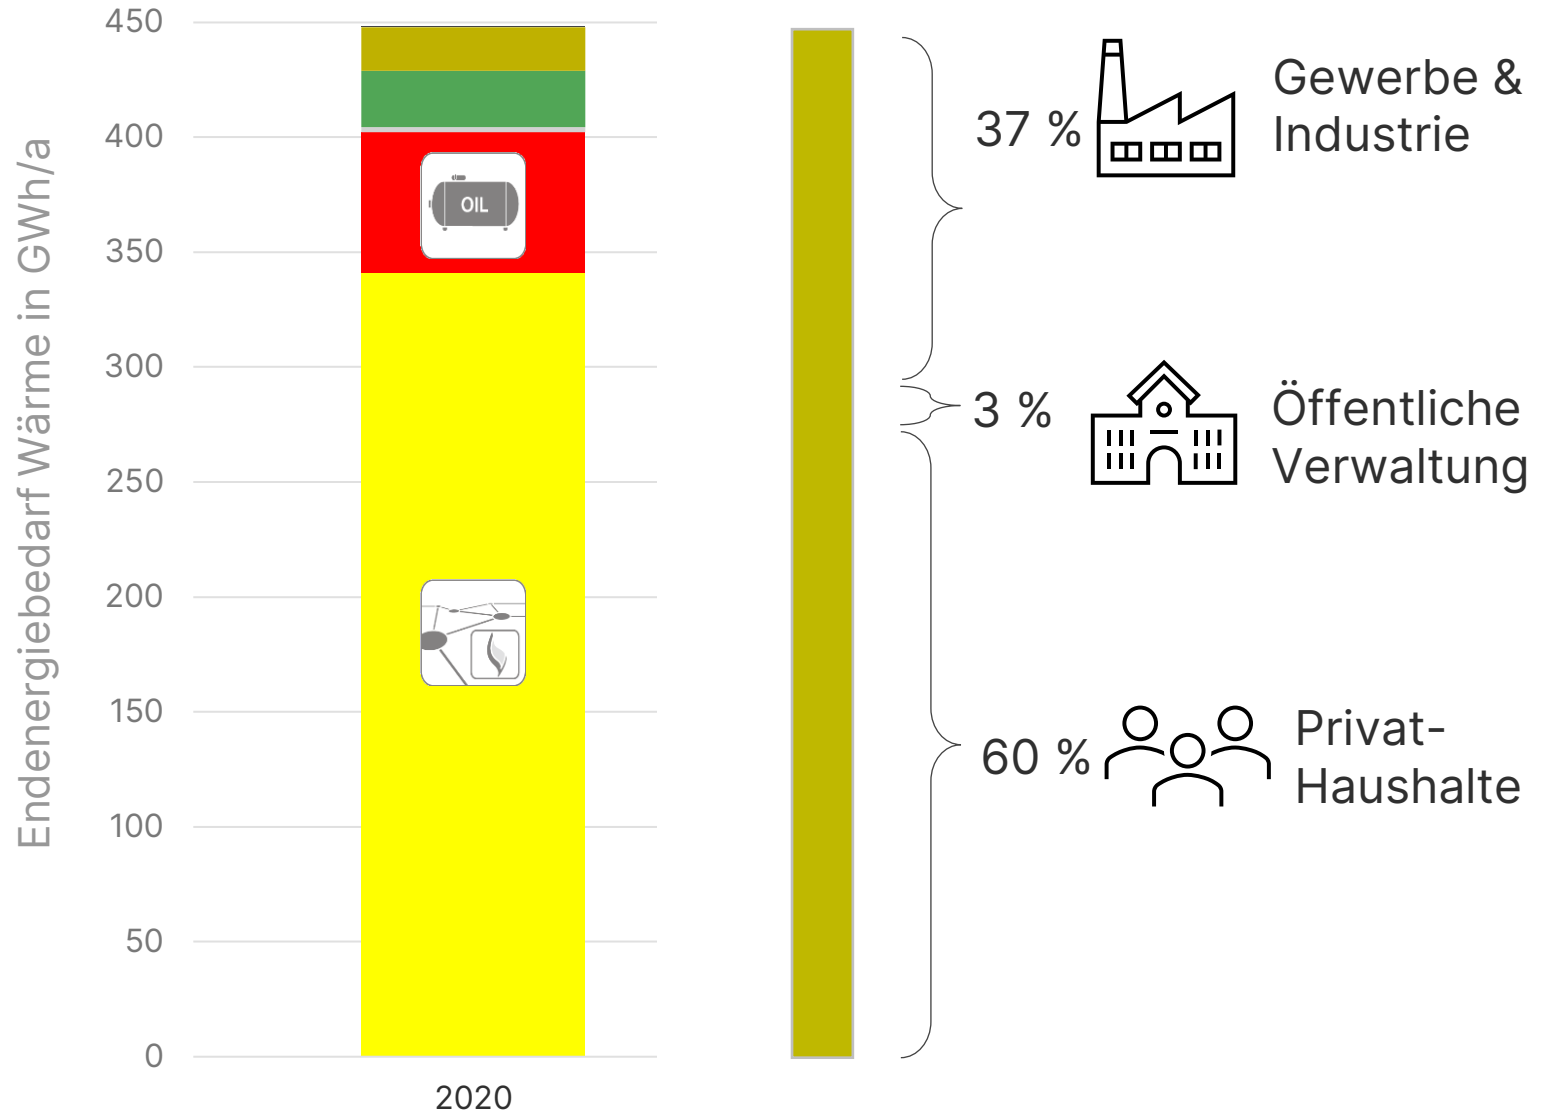 Endenergiebedarf Wärme in GWh/a
450
400
350
300
250
200
150
100
50
0
2020
OIL
37 %
Gewerbe &
Industrie
3 %
Öffentliche
Verwaltung
60 %
Privat-
Haushalte